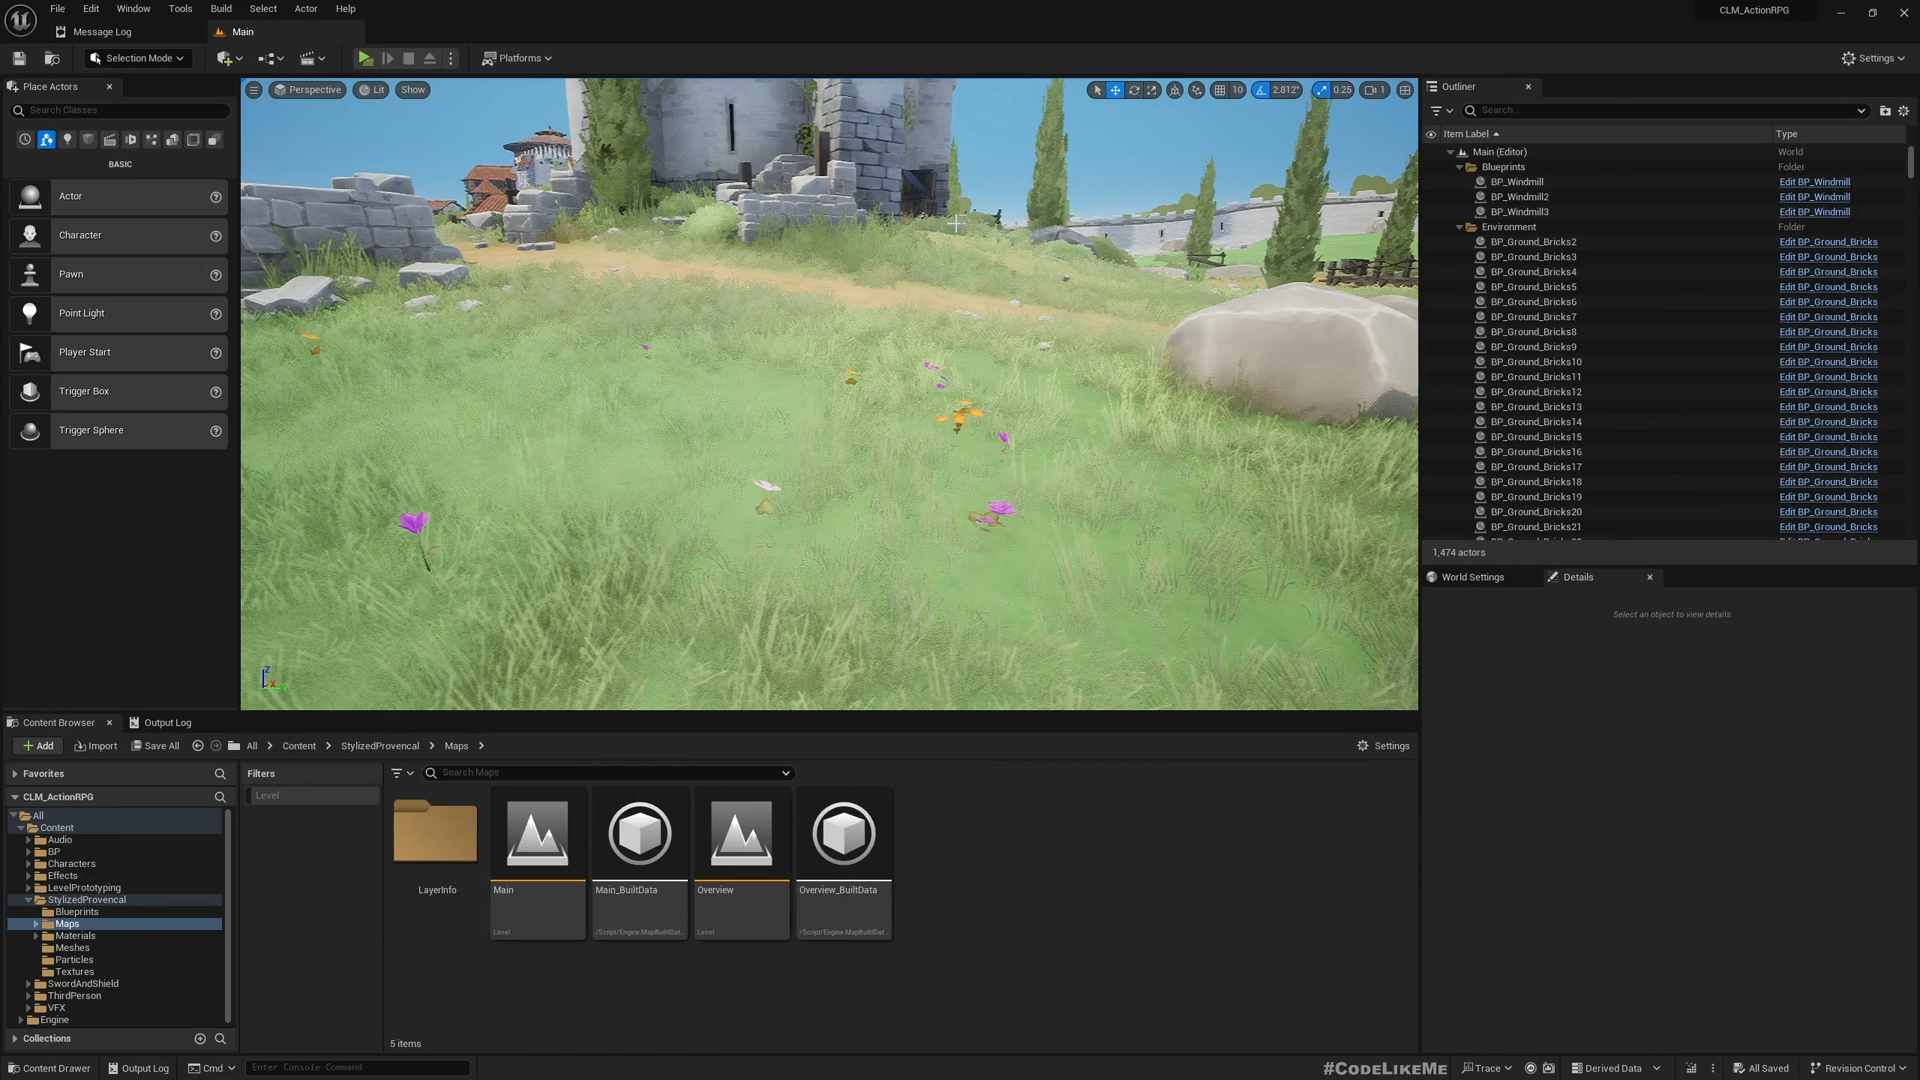 File Edit Window Tools Build Select Actor Help
CLM_ActionRPG
Message Log
Main
Selection Mode
Platforms
Settings
Place Actors
Search Classes
BASIC
Actor
Character
Pawn
Point Light
Player Start
Trigger Box
Trigger Sphere
Perspective Lit Show
10 2.812° 0.25 1
Outliner
Search...
Item Label Type
Main (Editor) World
Blueprints Folder
BP_Windmill Edit BP_Windmill
BP_Windmill2 Edit BP_Windmill
BP_Windmill3 Edit BP_Windmill
Environment Folder
BP_Ground_Bricks2 Edit BP_Ground_Bricks
BP_Ground_Bricks3 Edit BP_Ground_Bricks
BP_Ground_Bricks4 Edit BP_Ground_Bricks
BP_Ground_Bricks5 Edit BP_Ground_Bricks
BP_Ground_Bricks6 Edit BP_Ground_Bricks
BP_Ground_Bricks7 Edit BP_Ground_Bricks
BP_Ground_Bricks8 Edit BP_Ground_Bricks
BP_Ground_Bricks9 Edit BP_Ground_Bricks
BP_Ground_Bricks10 Edit BP_Ground_Bricks
BP_Ground_Bricks11 Edit BP_Ground_Bricks
BP_Ground_Bricks12 Edit BP_Ground_Bricks
BP_Ground_Bricks13 Edit BP_Ground_Bricks
BP_Ground_Bricks14 Edit BP_Ground_Bricks
BP_Ground_Bricks15 Edit BP_Ground_Bricks
BP_Ground_Bricks16 Edit BP_Ground_Bricks
BP_Ground_Bricks17 Edit BP_Ground_Bricks
BP_Ground_Bricks18 Edit BP_Ground_Bricks
BP_Ground_Bricks19 Edit BP_Ground_Bricks
BP_Ground_Bricks20 Edit BP_Ground_Bricks
BP_Ground_Bricks21 Edit BP_Ground_Bricks
1,474 actors
World Settings
Details
Select an object to view details.
Z
X
Content Browser
Output Log
Add Import Save All All Content StylizedProvencal Maps
Settings
Favorites
CLM_ActionRPG
All
Content
Audio
BP
Characters
Effects
LevelPrototyping
StylizedProvencal
Blueprints
Maps
Materials
Meshes
Particles
Textures
SwordAndShield
ThirdPerson
VFX
Engine
Collections
Filters
Level
Search Maps
LayerInfo
Main
Level
Main_BuiltData
/Script/Engine.MapBuildDat...
Overview
Level
Overview_BuiltData
/Script/Engine.MapBuildDat...
5 items
Content Drawer
Output Log
Cmd
Enter Console Command
#CodeLikeMe
Trace
Derived Data
All Saved
Revision Control